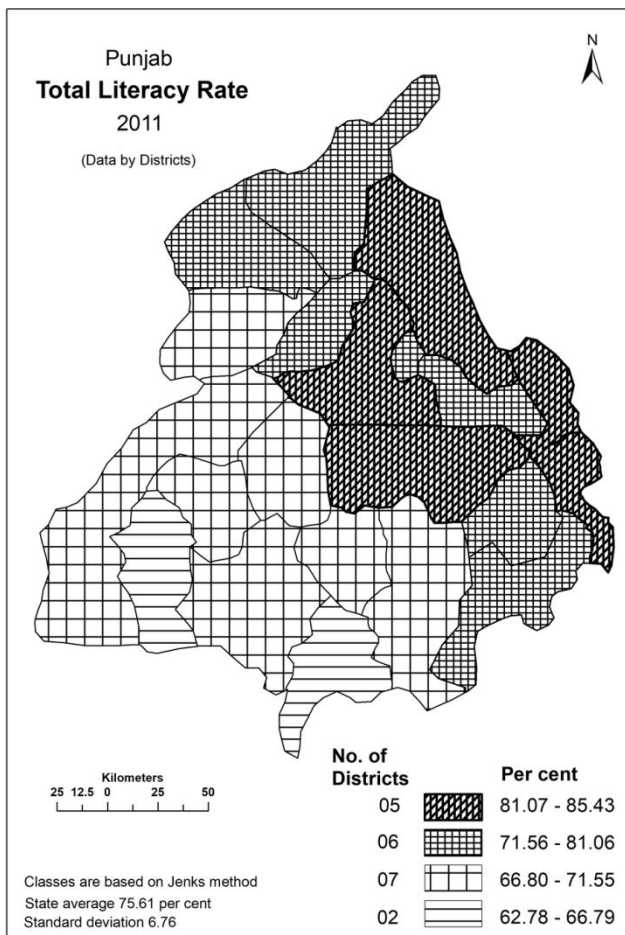 Punjab
Total Literacy Rate
2011
(Data by Districts)
N
No. of
Districts
Per cent
05 81.07 - 85.43
06 71.56 - 81.06
07 66.80 - 71.55
02 62.78 - 66.79
Kilometers
25 12.5 0 25 50
Classes are based on Jenks method
State average 75.61 per cent
Standard deviation 6.76